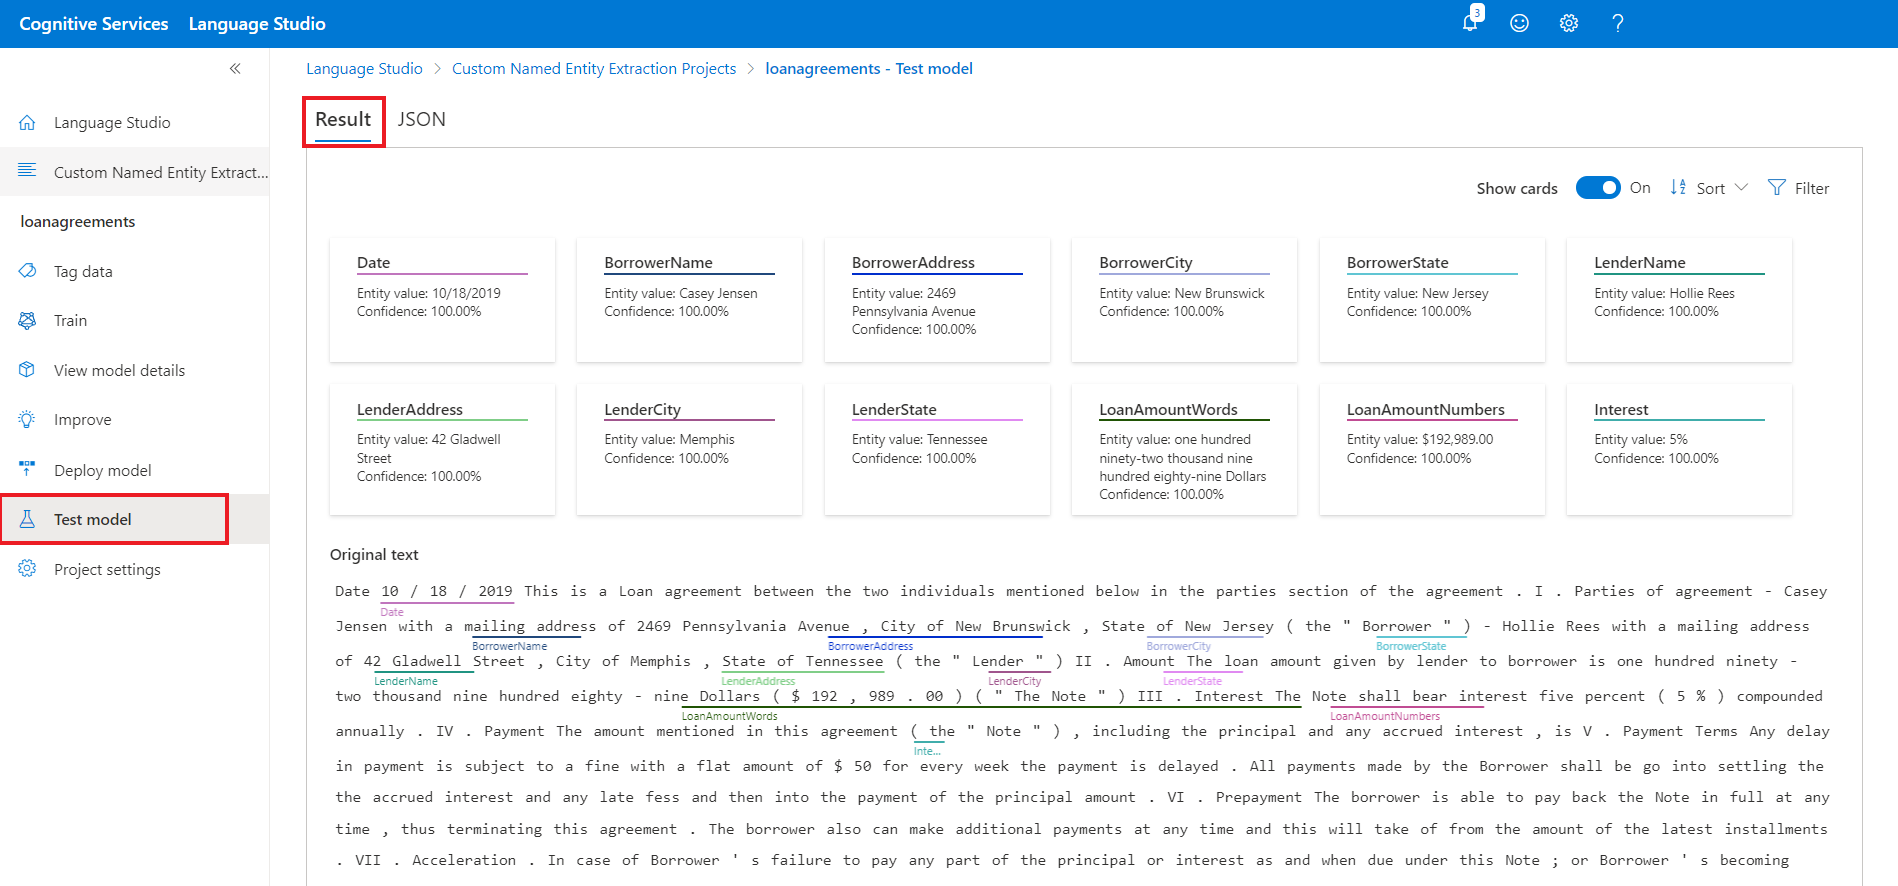 Cognitive Services Language Studio 3 ?
Language Studio > Custom Named Entity Extraction Projects > loanagreements - Test model
Result JSON
Language Studio
Custom Named Entity Extract...
loanagreements
Tag data
Train
View model details
Improve
Deploy model
Test model
Project settings
Show cards On Sort Filter
Date
Entity value: 10/18/2019
Confidence: 100.00%
BorrowerName
Entity value: Casey Jensen
Confidence: 100.00%
BorrowerAddress
Entity value: 2469
Pennsylvania Avenue
Confidence: 100.00%
BorrowerCity
Entity value: New Brunswick
Confidence: 100.00%
BorrowerState
Entity value: New Jersey
Confidence: 100.00%
LenderName
Entity value: Hollie Rees
Confidence: 100.00%
LenderAddress
Entity value: 42 Gladwell
Street
Confidence: 100.00%
LenderCity
Entity value: Memphis
Confidence: 100.00%
LenderState
Entity value: Tennessee
Confidence: 100.00%
LoanAmountWords
Entity value: one hundred
ninety-two thousand nine
hundred eighty-nine Dollars
Confidence: 100.00%
LoanAmountNumbers
Entity value: $192,989.00
Confidence: 100.00%
Interest
Entity value: 5%
Confidence: 100.00%
Original text
Date 10 / 18 / 2019 This is a Loan agreement between the two individuals mentioned below in the parties section of the agreement . I . Parties of agreement - Casey
Date
Jensen with a mailing address of 2469 Pennsylvania Avenue , City of New Brunswick , State of New Jersey ( the " Borrower " ) - Hollie Rees with a mailing address
BorrowerName BorrowerAddress BorrowerCity BorrowerState
of 42 Gladwell Street , City of Memphis , State of Tennessee ( the " Lender " ) II . Amount The loan amount given by lender to borrower is one hundred ninety -
LenderName LenderAddress LenderCity LenderState
two thousand nine hundred eighty - nine Dollars ( $ 192 , 989 . 00 ) ( " The Note " ) III . Interest The Note shall bear interest five percent ( 5 % ) compounded
LoanAmountWords LoanAmountNumbers
annually . IV . Payment The amount mentioned in this agreement ( the " Note " ) , including the principal and any accrued interest , is V . Payment Terms Any delay
Inte...
in payment is subject to a fine with a flat amount of $ 50 for every week the payment is delayed . All payments made by the Borrower shall be go into settling the
the accrued interest and any late fess and then into the payment of the principal amount . VI . Prepayment The borrower is able to pay back the Note in full at any
time , thus terminating this agreement . The borrower also can make additional payments at any time and this will take of from the amount of the latest installments
. VII . Acceleration . In case of Borrower ' s failure to pay any part of the principal or interest as and when due under this Note ; or Borrower ' s becoming